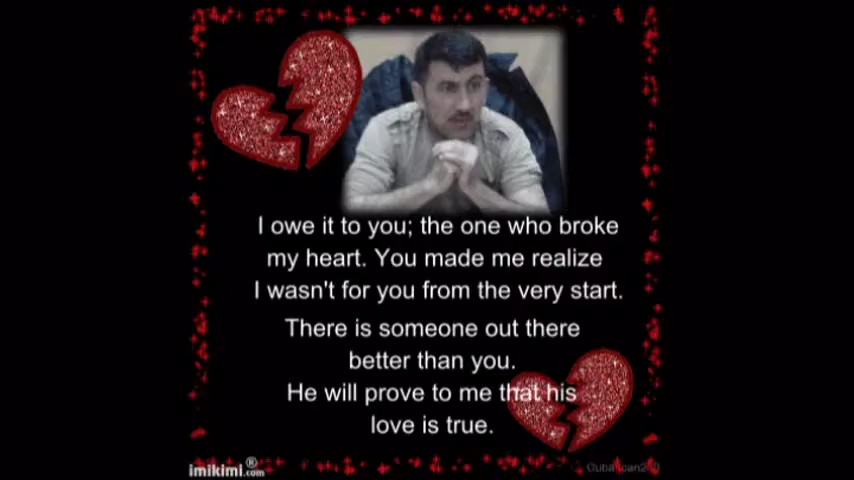 I owe it to you; the one who broke
my heart. You made me realize
I wasn't for you from the very start.
There is someone out there
better than you.
He will prove to me that his
love is true.
imikimi.com®